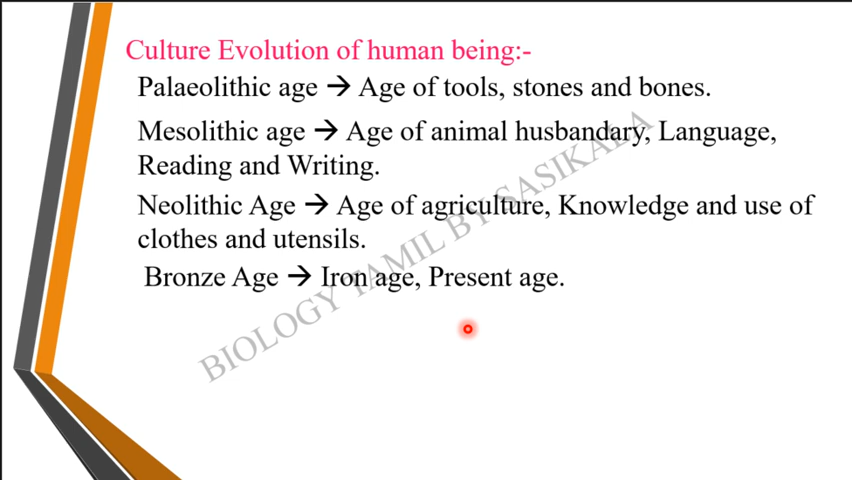 Culture Evolution of human being:-
Palaeolithic age → Age of tools, stones and bones.
Mesolithic age → Age of animal husbandary, Language,
Reading and Writing.
Neolithic Age → Age of agriculture, Knowledge and use of
clothes and utensils.
Bronze Age → Iron age, Present age.
BIOLOGY TAMIL BY SASIKALA